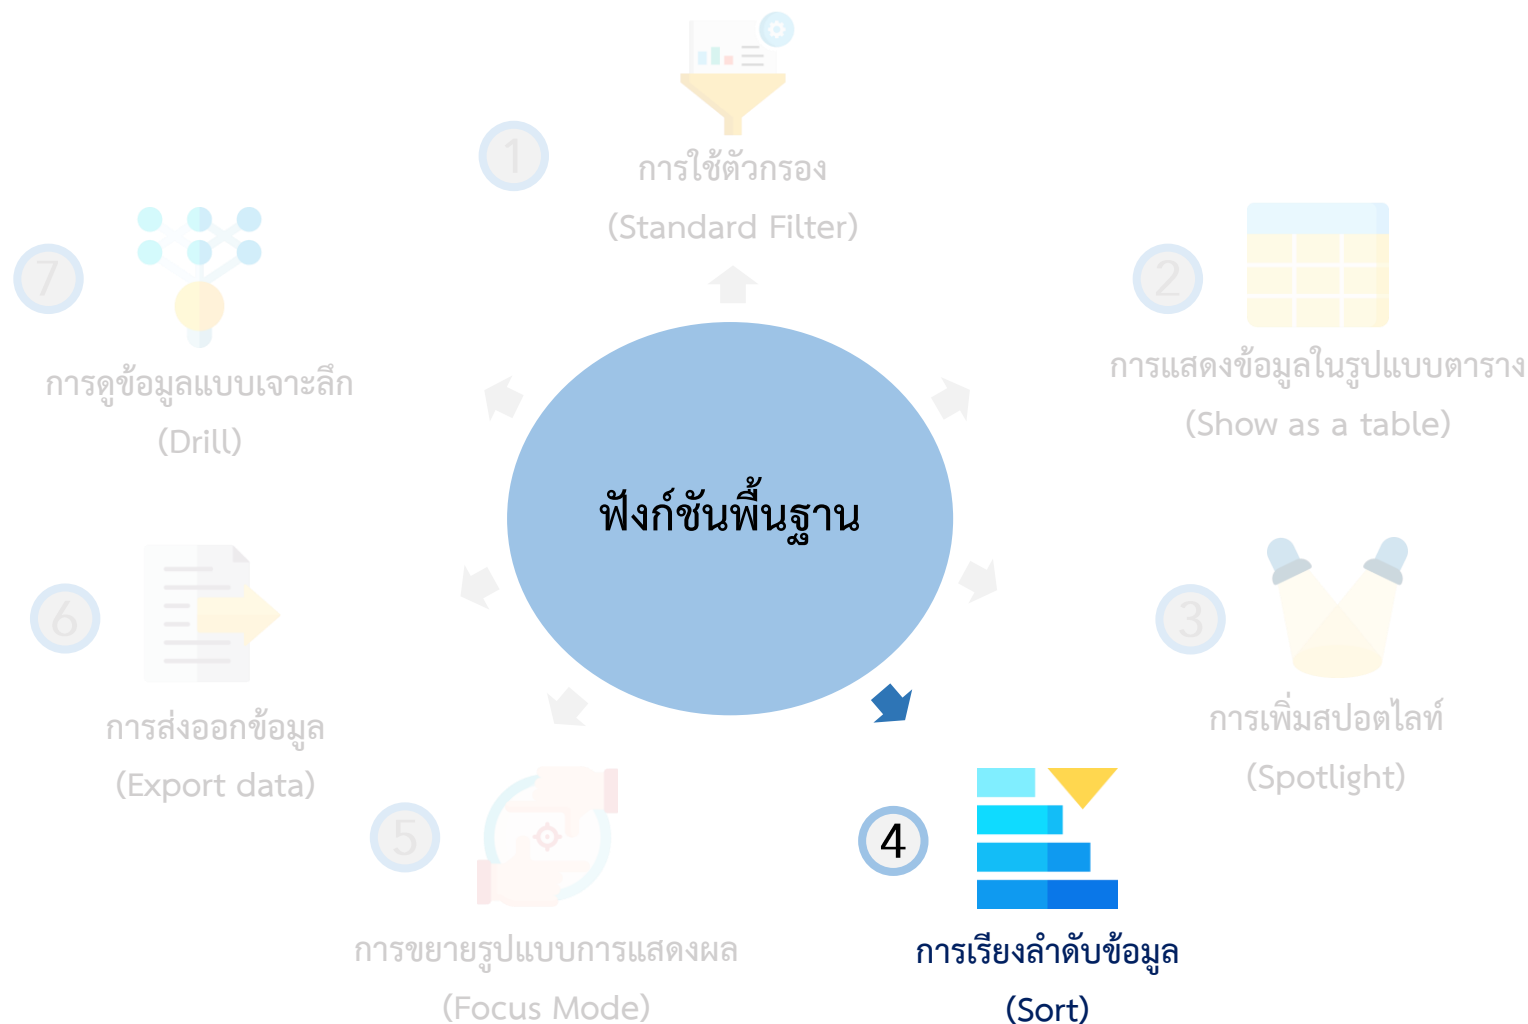 1
การใช้ตัวกรอง
(Standard Filter)
2
การแสดงข้อมูลในรูปแบบตาราง
(Show as a table)
3
การเพิ่มสปอตไลท์
(Spotlight)
4
การเรียงลำดับข้อมูล
(Sort)
5
การขยายรูปแบบการแสดงผล
(Focus Mode)
6
การส่งออกข้อมูล
(Export data)
7
การดูข้อมูลแบบเจาะลึก
(Drill)
ฟังก์ชันพื้นฐาน